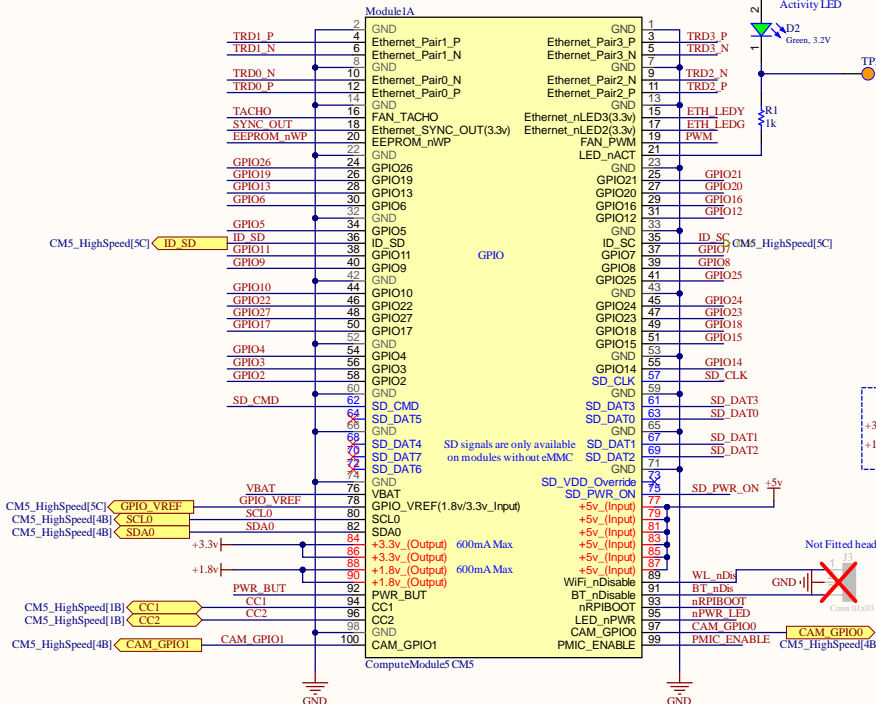 Module1A
Activity LED
2 GND GND 1
TRD1_P 4 Ethernet_Pair1_P Ethernet_Pair3_P 3 TRD3_P
TRD1_N 6 Ethernet_Pair1_N Ethernet_Pair3_N 5 TRD3_N
8 GND GND 7
TRD0_N 10 Ethernet_Pair0_N Ethernet_Pair2_N 9 TRD2_N
TRD0_P 12 Ethernet_Pair0_P Ethernet_Pair2_P 11 TRD2_P
14 GND GND 13
TACHO 16 FAN_TACHO Ethernet_nLED3(3.3v) 15 ETH_LEDY
SYNC_OUT 18 Ethernet_SYNC_OUT(3.3v) Ethernet_nLED2(3.3v) 17 ETH_LEDG
EEPROM_nWP 20 EEPROM_nWP FAN_PWM 19 PWM
22 GND LED_nACT 21
2 D2
Green, 3.2V
1
TP
R1
1k
GPIO26 24 GPIO26 GND 23
GPIO19 26 GPIO19 GPIO21 25 GPIO21
GPIO13 28 GPIO13 GPIO20 27 GPIO20
GPIO6 30 GPIO6 GPIO16 29 GPIO16
32 GND GPIO12 31 GPIO12
GPIO5 34 GPIO5 GND 33
CM5_HighSpeed[5C] ID_SD ID_SD 36 ID_SD ID_SC 35 ID_SC CM5_HighSpeed[5C]
GPIO11 38 GPIO11 GPIO GPIO7 37 GPIO7
GPIO9 40 GPIO9 GPIO8 39 GPIO8
42 GND GPIO25 41 GPIO25
GPIO10 44 GPIO10 GND 43
GPIO22 46 GPIO22 GPIO24 45 GPIO24
GPIO27 48 GPIO27 GPIO23 47 GPIO23
GPIO17 50 GPIO17 GPIO18 49 GPIO18
52 GND GPIO15 51 GPIO15
GPIO4 54 GPIO4 GND 53
GPIO3 56 GPIO3 GPIO14 55 GPIO14
GPIO2 58 GPIO2 SD_CLK 57 SD_CLK
60 GND GND 59
SD_CMD 62 SD_CMD SD_DAT3 61 SD_DAT3
64 SD_DAT5 SD_DAT0 63 SD_DAT0
66 GND GND 65
68 SD_DAT4 SD signals are only available SD_DAT1 67 SD_DAT1
70 SD_DAT7 on modules without eMMC SD_DAT2 69 SD_DAT2
72 SD_DAT6 GND 71
74 GND SD_VDD_Override 73
VBAT 76 VBAT SD_PWR_ON 75 SD_PWR_ON +5v
CM5_HighSpeed[5C] GPIO_VREF GPIO_VREF 78 GPIO_VREF(1.8v/3.3v_Input) +5v_(Input) 77
CM5_HighSpeed[4B] SCL0 SCL0 80 SCL0 +5v_(Input) 79
CM5_HighSpeed[4B] SDA0 SDA0 82 SDA0 +5v_(Input) 81
+3.3v 84 +3.3v_(Output) 600mA Max +5v_(Input) 83
86 +3.3v_(Output) +5v_(Input) 85
+1.8v 88 +1.8v_(Output) 600mA Max +5v_(Input) 87
90 +1.8v_(Output) WiFi_nDisable 89 WL_nDis
PWR_BUT 92 PWR_BUT BT_nDisable 91 BT_nDis
CM5_HighSpeed[1B] CC1 CC1 94 CC1 nRPIBOOT 93 nRPIBOOT
CM5_HighSpeed[1B] CC2 CC2 96 CC2 LED_nPWR 95 nPWR_LED
98 GND CAM_GPIO0 97 CAM_GPIO0 CAM_GPIO0
CM5_HighSpeed[4B] CAM_GPIO1 CAM_GPIO1 100 CAM_GPIO1 PMIC_ENABLE 99 PMIC_ENABLE CM5_HighSpeed[4B
ComputeModule5 CM5
GND
GND
+3
+1
Not Fitted head
J3
1
GND
Conn 01x03